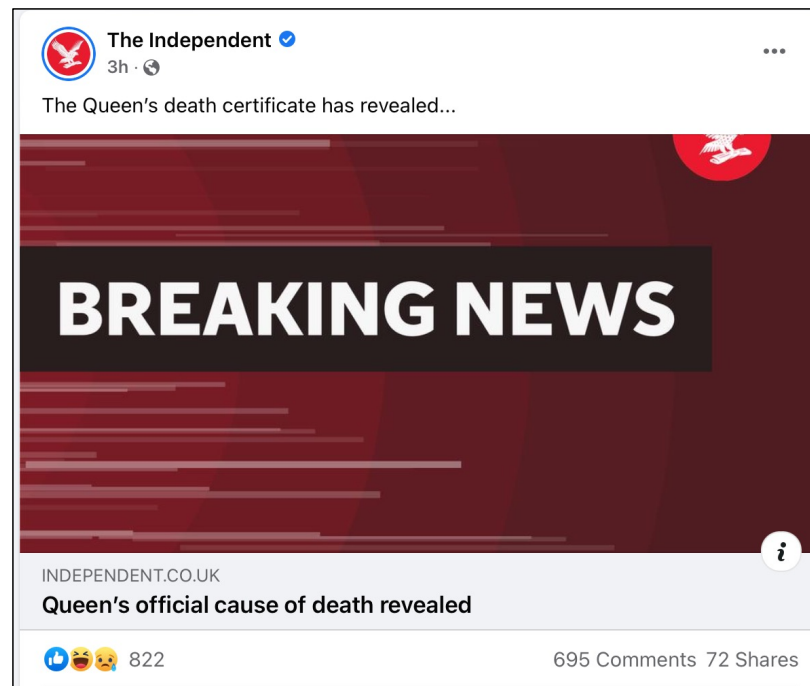 The Independent
3h ·
The Queen's death certificate has revealed...
BREAKING NEWS
i
INDEPENDENT.CO.UK
Queen's official cause of death revealed
822
695 Comments 72 Shares